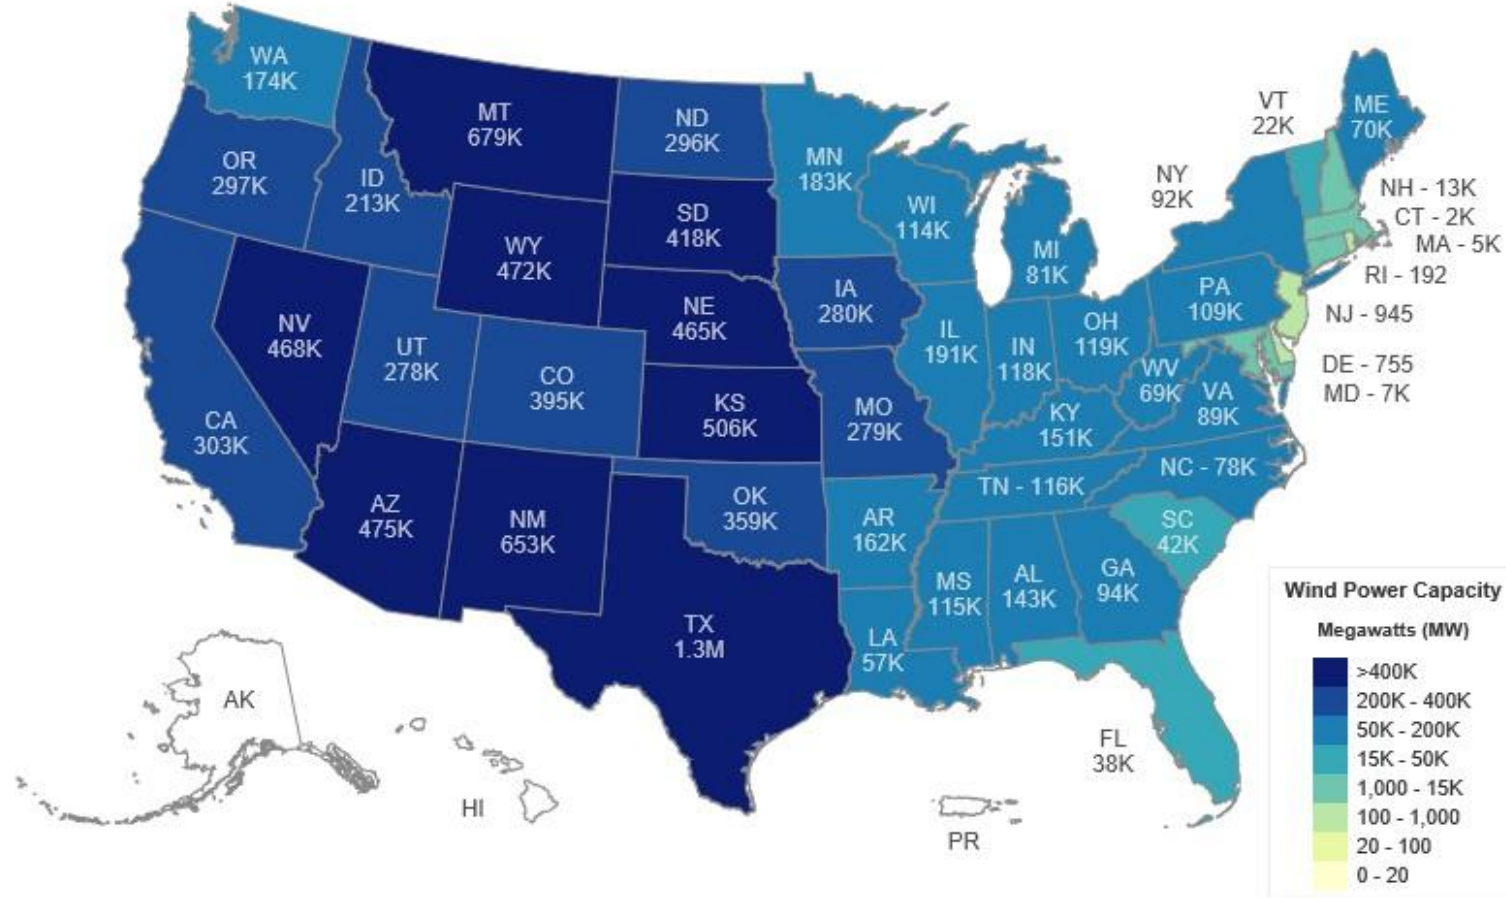 WA
174K
MT
679K
ND
296K
MN
183K
VT
22K
ME
70K
OR
297K
ID
213K
SD
418K
WI
114K
MI
81K
NY
92K
NH - 13K
CT - 2K
MA - 5K
RI - 192
WY
472K
NE
465K
IA
280K
IL
191K
IN
118K
OH
119K
PA
109K
NJ - 945
DE - 755
MD - 7K
NV
468K
UT
278K
CO
395K
KS
506K
MO
279K
KY
151K
WV
69K
VA
89K
CA
303K
AZ
475K
NM
653K
OK
359K
AR
162K
TN - 116K
NC - 78K
SC
42K
TX
1.3M
LA
57K
MS
115K
AL
143K
GA
94K
FL
38K
AK
HI
PR
Wind Power Capacity
Megawatts (MW)
>400K
200K - 400K
50K - 200K
15K - 50K
1,000 - 15K
100 - 1,000
20 - 100
0 - 20